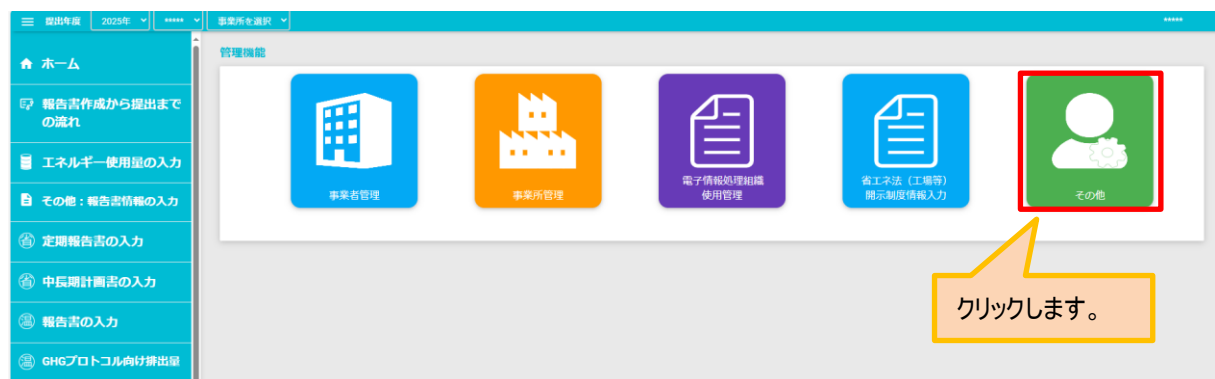 提出年度 2025年 ***** 事業所を選択 *****
ホーム
報告書作成から提出まで
の流れ
エネルギー使用量の入力
その他：報告書情報の入力
定期報告書の入力
中長期計画書の入力
報告書の入力
GHGプロトコル向け排出量
管理機能
事業者管理
事業所管理
電子情報処理組織
使用管理
省エネ法（工場等）
開示制度情報入力
その他
クリックします。